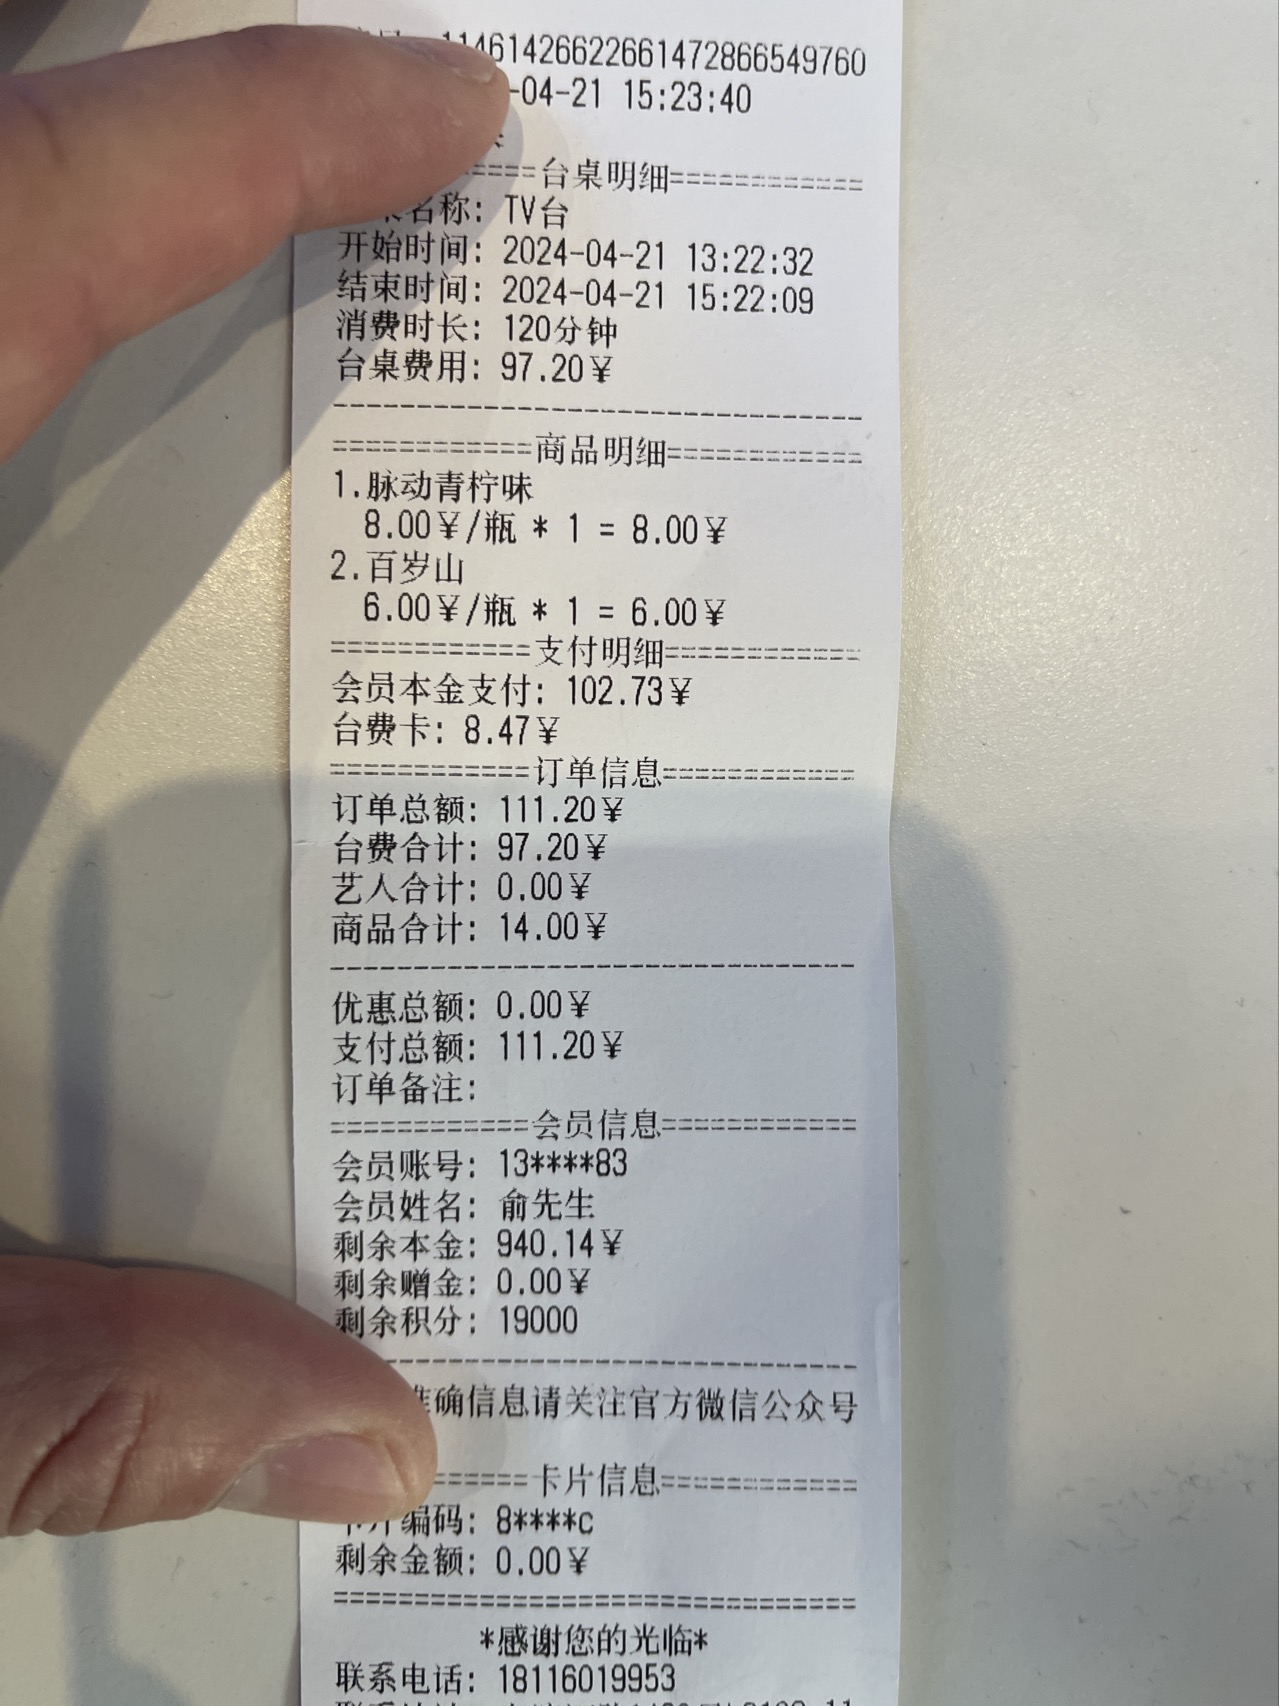 1146142662266147286654​9760
-04-21 15:23:40
=====台桌明细============
名称: TV台
开始时间: 2024-04-21 13:22:32
结束时间: 2024-04-21 15:22:09
消费时长: 120分钟
台桌费用: 97.20¥
--------------------------------
============商品明细============
1.脉动青柠味
8.00¥/瓶 * 1 = 8.00¥
2.百岁山
6.00¥/瓶 * 1 = 6.00¥
============支付明细============
会员本金支付: 102.73¥
台费卡: 8.47¥
============订单信息============
订单总额: 111.20¥
台费合计: 97.20¥
艺人合计: 0.00¥
商品合计: 14.00¥
--------------------------------
优惠总额: 0.00¥
支付总额: 111.20¥
订单备注:
============会员信息============
会员账号: 13****83
会员姓名: 俞先生
剩余本金: 940.14¥
剩余赠金: 0.00¥
剩余积分: 19000
--------------------------------
准确信息请关注官方微信公众号
======卡片信息============
卡片编码: 8****c
剩余金额: 0.00¥
================================
*感谢您的光临*
联系电话: 18116019953